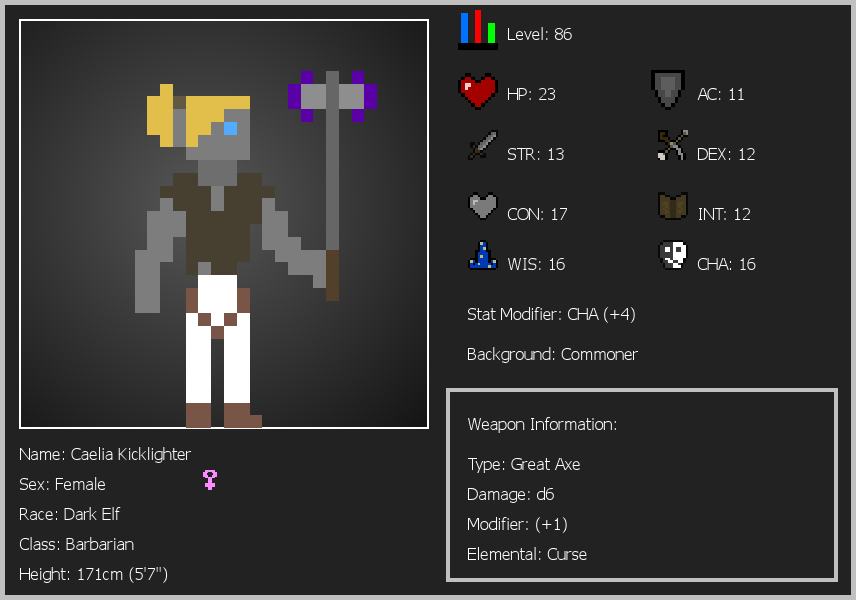 Level: 86
HP: 23
AC: 11
STR: 13
DEX: 12
CON: 17
INT: 12
WIS: 16
CHA: 16
Stat Modifier: CHA (+4)
Background: Commoner
Weapon Information:
Type: Great Axe
Damage: d6
Modifier: (+1)
Elemental: Curse
Name: Caelia Kicklighter
Sex: Female
Race: Dark Elf
Class: Barbarian
Height: 171cm (5'7")